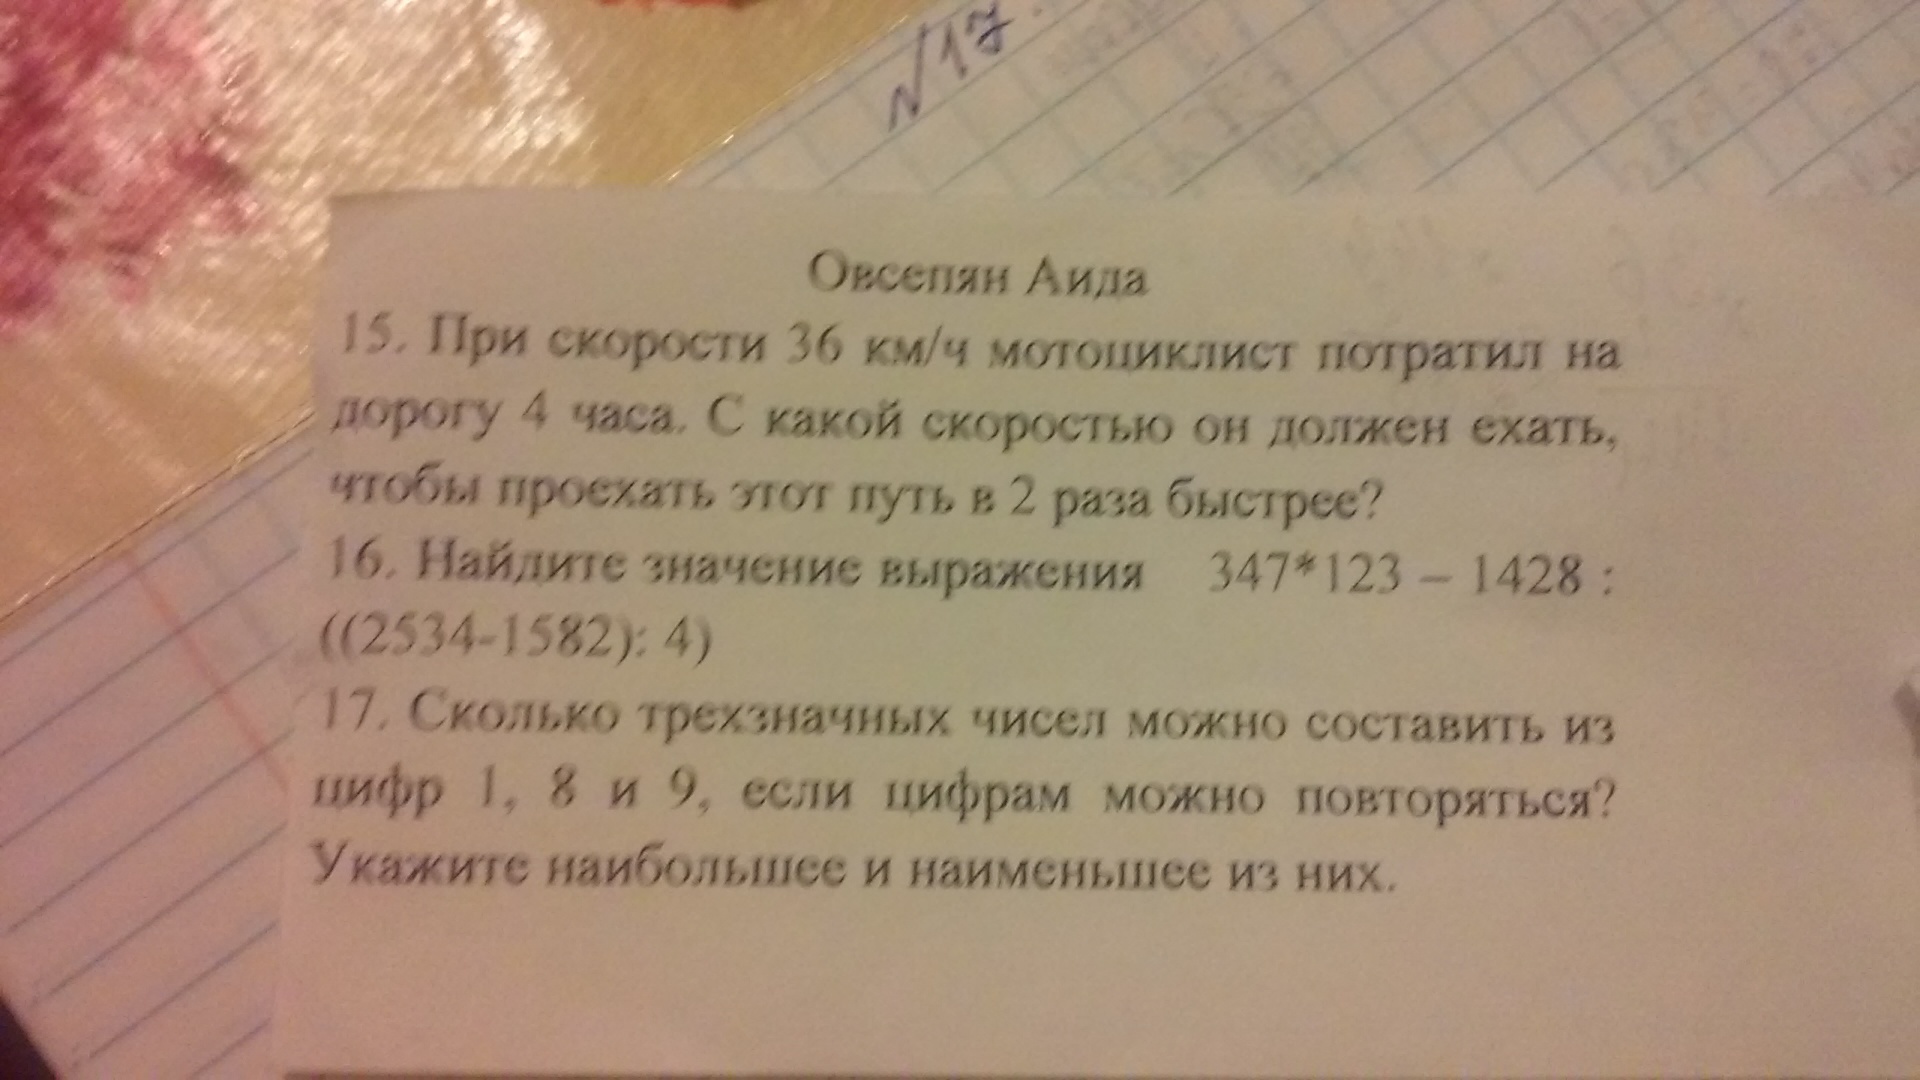 №17.
Овсепян Аида
15. При скорости 36 км/ч мотоциклист потратил на
дорогу 4 часа. С какой скоростью он должен ехать,
чтобы проехать этот путь в 2 раза быстрее?
16. Найдите значение выражения 347*123 – 1428 :
((2534-1582): 4)
17. Сколько трехзначных чисел можно составить из
цифр 1, 8 и 9, если цифрам можно повторяться?
Укажите наибольшее и наименьшее из них.